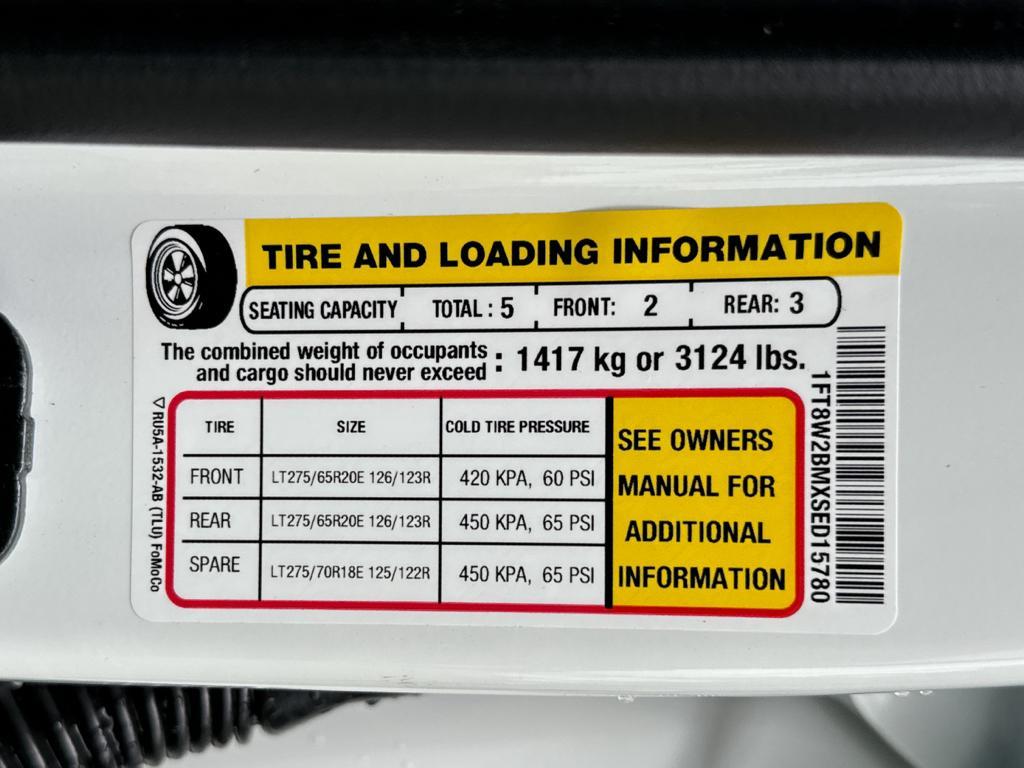 TIRE AND LOADING INFORMATION
SEATING CAPACITY TOTAL: 5 FRONT: 2 REAR: 3
The combined weight of occupants
and cargo should never exceed : 1417 kg or 3124 lbs.
TIRE SIZE COLD TIRE PRESSURE
FRONT LT275/65R20E 126/123R 420 KPA, 60 PSI
REAR LT275/65R20E 126/123R 450 KPA, 65 PSI
SPARE LT275/70R18E 125/122R 450 KPA, 65 PSI
SEE OWNERS
MANUAL FOR
ADDITIONAL
INFORMATION
RU5A-1532-AB (TLU) FoMoCo
1FT8W2BMXSED15780